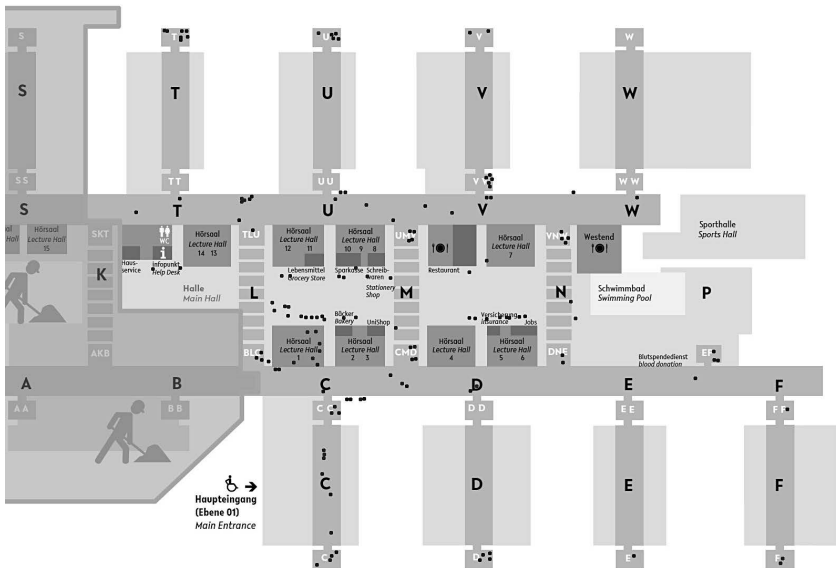 S
T
U
V
W
S
T
U
V
W
SS
TT
UU
V
WW
S
T
U
V
W
Hall
Hörsaal
Lecture Hall
15
SKT
WC
Haus-
service
Infopunkt
Help Desk
Hörsaal
Lecture Hall
14 13
TLU
Hörsaal
Lecture Hall
12 11
Lebensmittel
Grocery Store
Hörsaal
Lecture Hall
10 9 8
Sparkasse
Schreib-
waren
Stationery
Shop
UMV
Restaurant
Hörsaal
Lecture Hall
7
VN
Westend
Sporthalle
Sports Hall
K
Halle
Main Hall
L
M
N
Schwimmbad
Swimming Pool
P
Bäcker
Bakery
UniShop
Versicherung
Insurance
Jobs
AKB
BLC
Hörsaal
Lecture Hall
1
Hörsaal
Lecture Hall
2 3
CMD
Hörsaal
Lecture Hall
4
Hörsaal
Lecture Hall
5 6
DNE
Blutspendedienst
blood donation
EF
A
B
C
D
E
F
AA
BB
CC
DD
EE
FF
Haupteingang
(Ebene 01)
Main Entrance
C
D
E
F
C
D
E
F